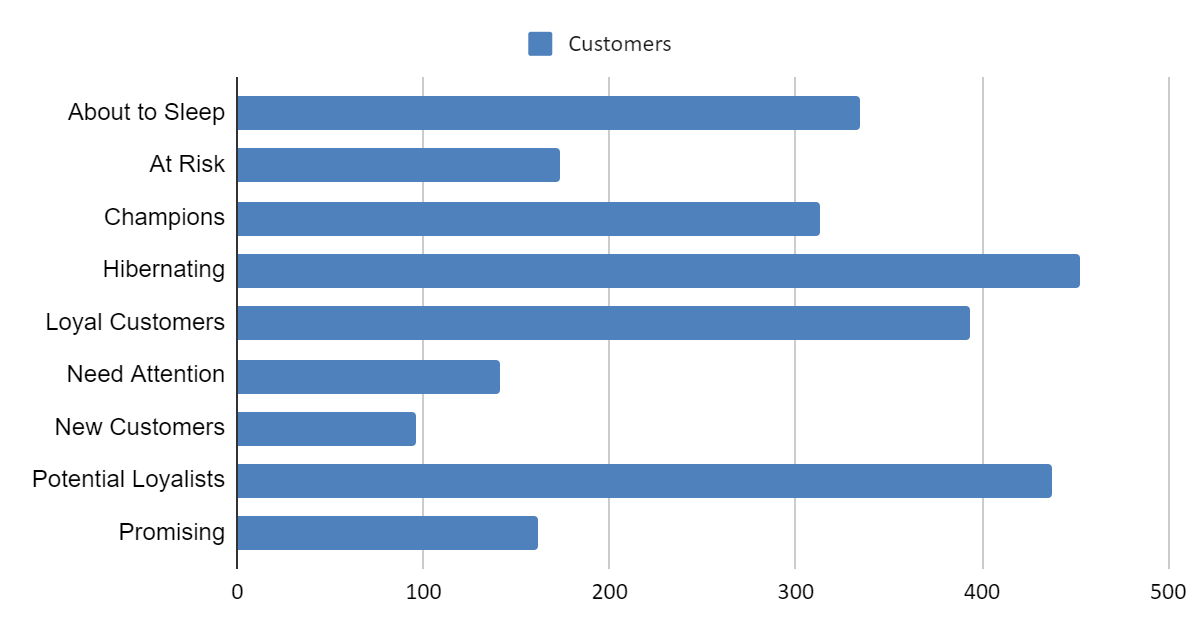 Customers
About to Sleep
At Risk
Champions
Hibernating
Loyal Customers
Need Attention
New Customers
Potential Loyalists
Promising
0 100 200 300 400 500